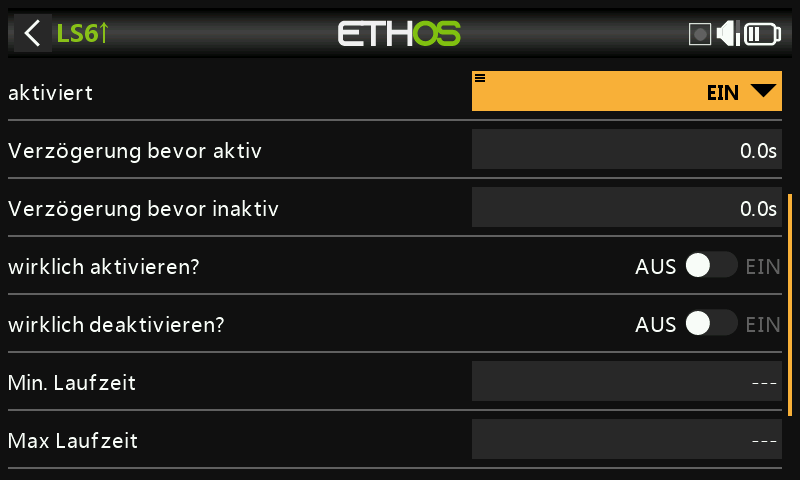 LS6↑
ETHOS
aktiviert EIN
Verzögerung bevor aktiv 0.0s
Verzögerung bevor inaktiv 0.0s
wirklich aktivieren? AUS EIN
wirklich deaktivieren? AUS EIN
Min. Laufzeit ---
Max Laufzeit ---